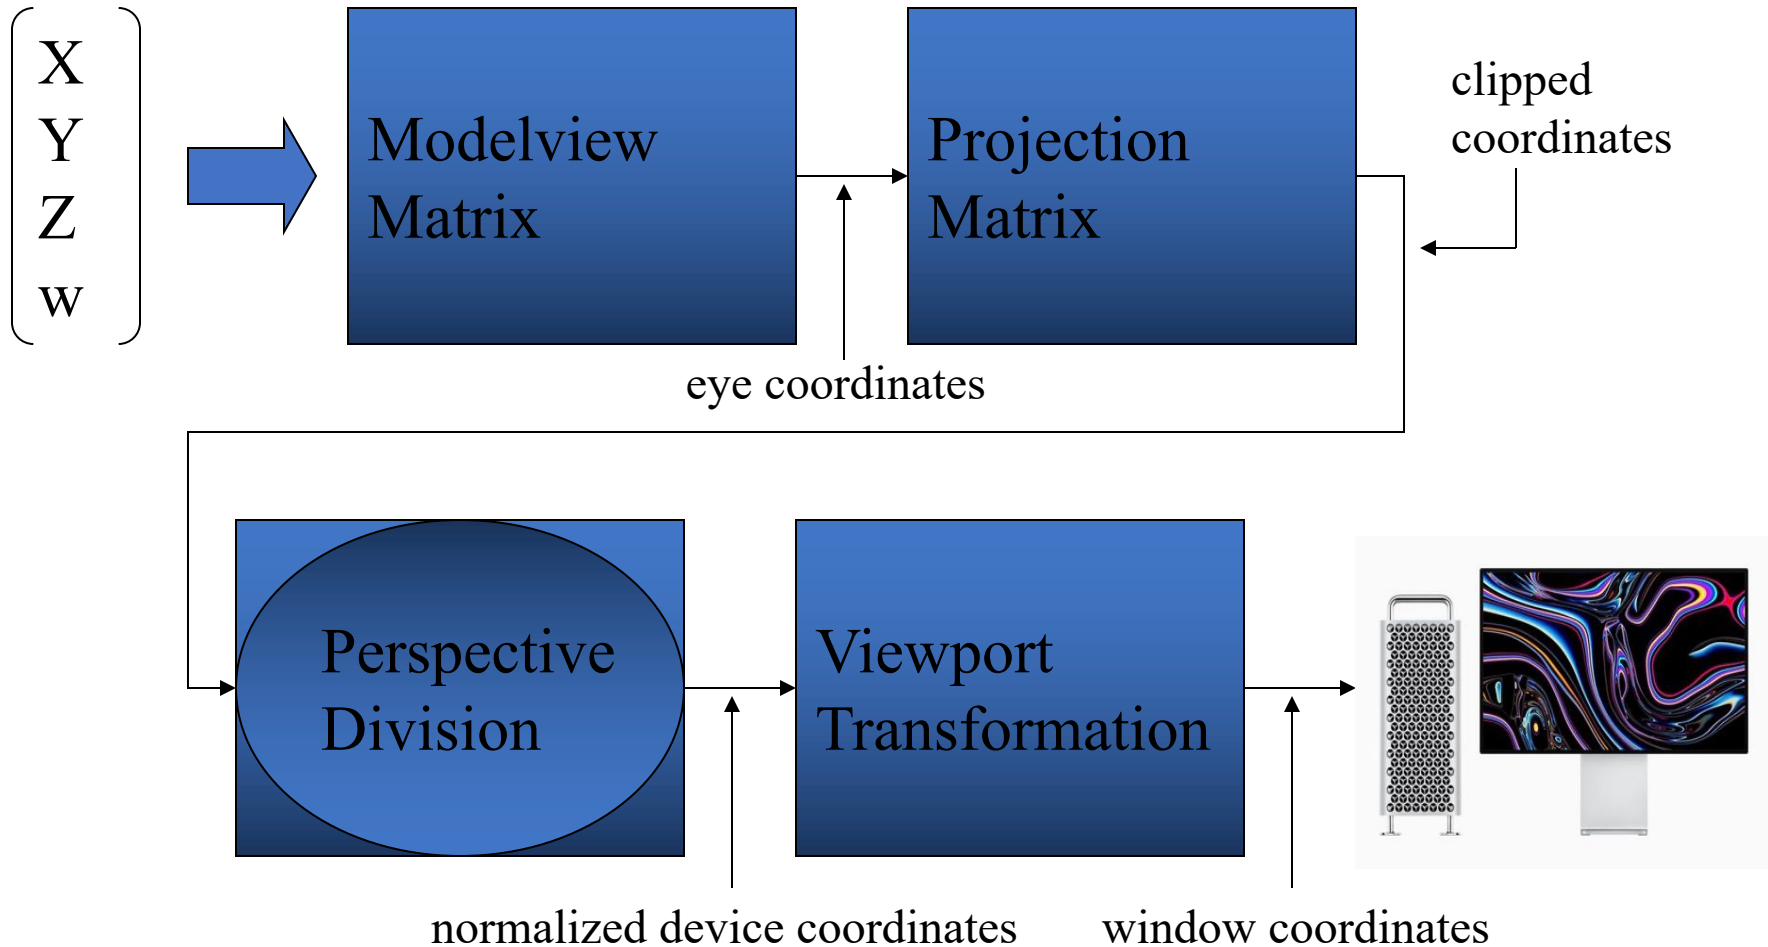 X
Y
Z
w
Modelview
Matrix
Projection
Matrix
clipped
coordinates
eye coordinates
Perspective
Division
Viewport
Transformation
normalized device coordinates
window coordinates